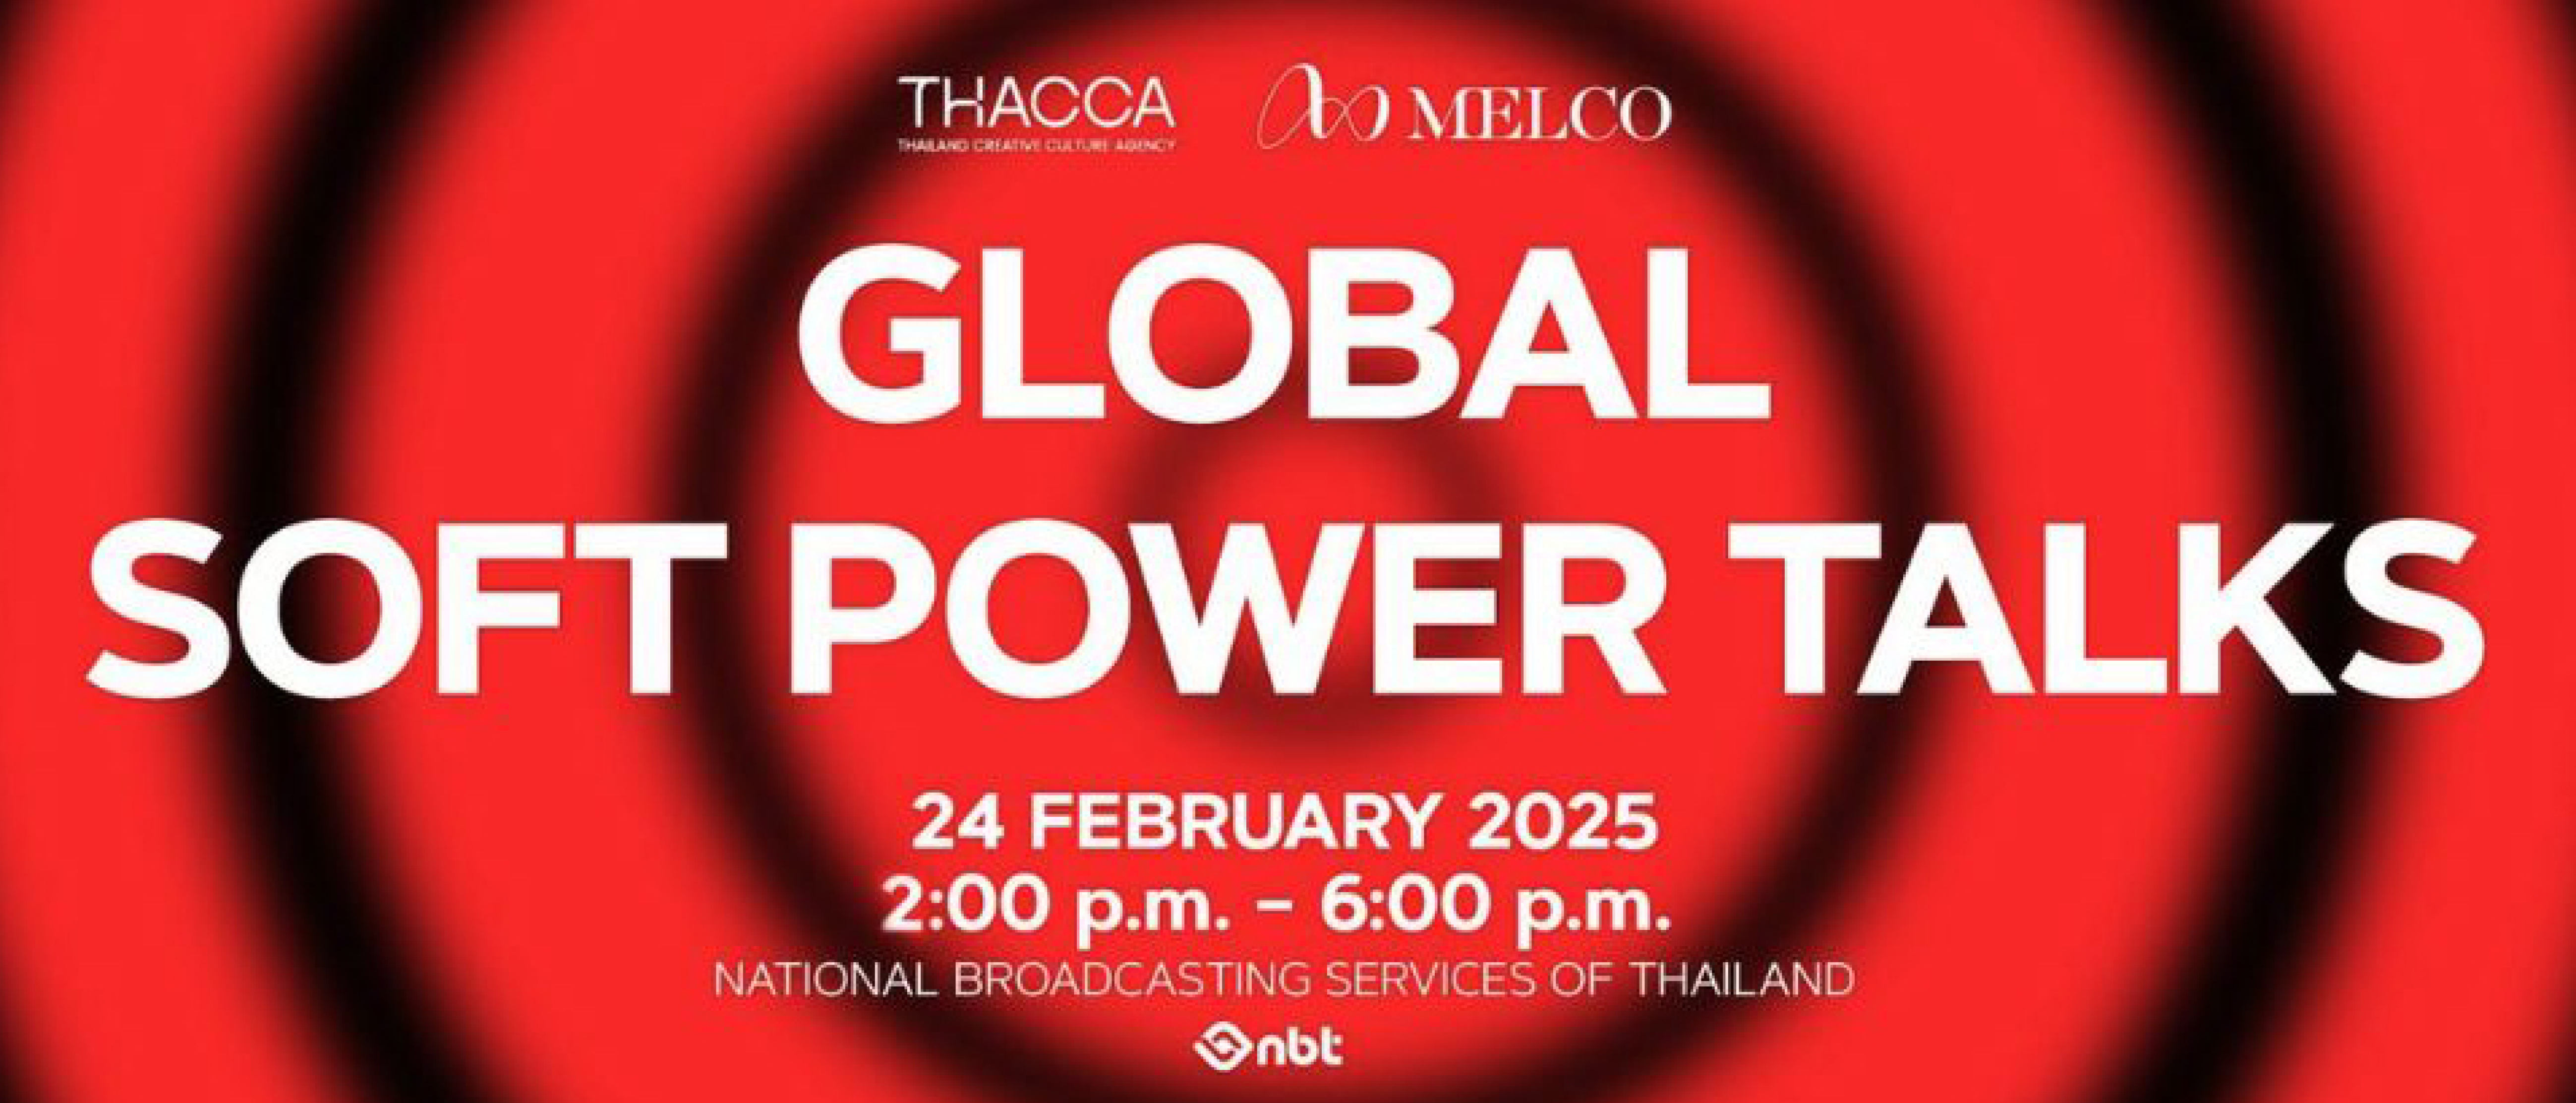 THACCA
THAILAND CREATIVE CULTURE AGENCY
MELCO
GLOBAL
SOFT POWER TALKS
24 FEBRUARY 2025
2:00 p.m. – 6:00 p.m.
NATIONAL BROADCASTING SERVICES OF THAILAND
nbt